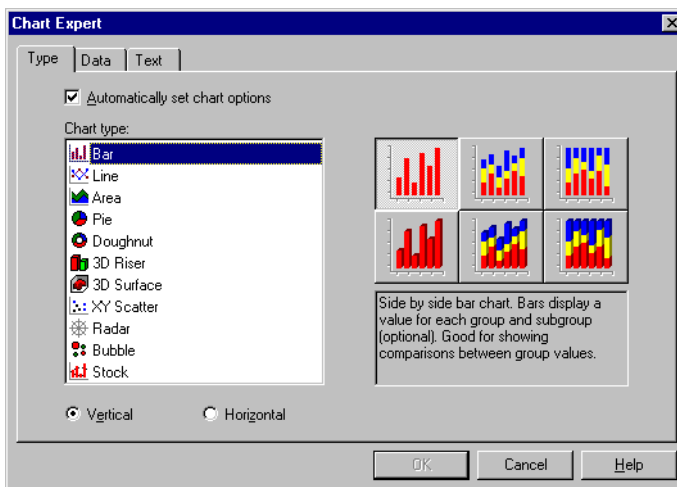 Chart Expert
Type Data Text
Automatically set chart options
Chart type:
Bar
Line
Area
Pie
Doughnut
3D Riser
3D Surface
XY Scatter
Radar
Bubble
Stock
Side by side bar chart. Bars display a
value for each group and subgroup
(optional). Good for showing
comparisons between group values.
Vertical Horizontal
OK Cancel Help